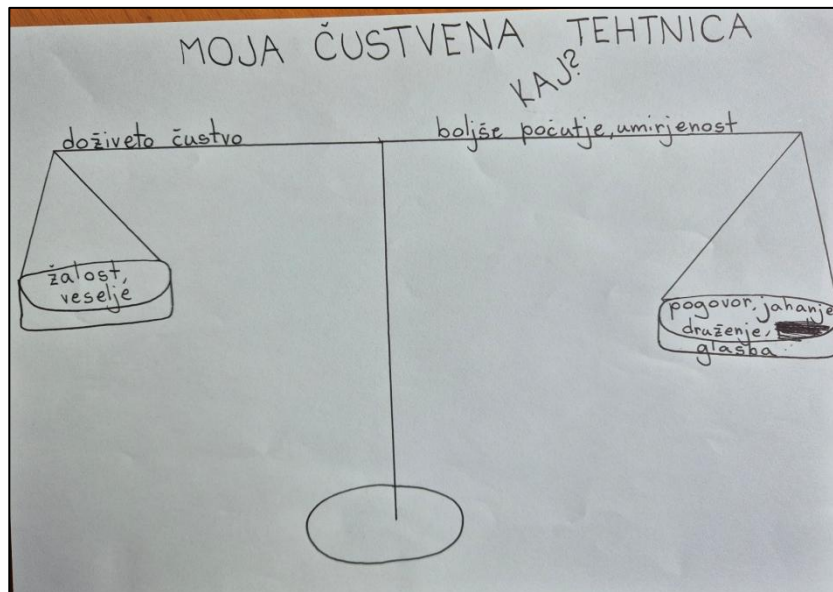 MOJA ČUSTVENA TEHTNICA
KAJ?
doživeto čustvo
boljše počutje, umirjenost
žalost,
veselje
pogovor, jahanje
druženje,
glasba